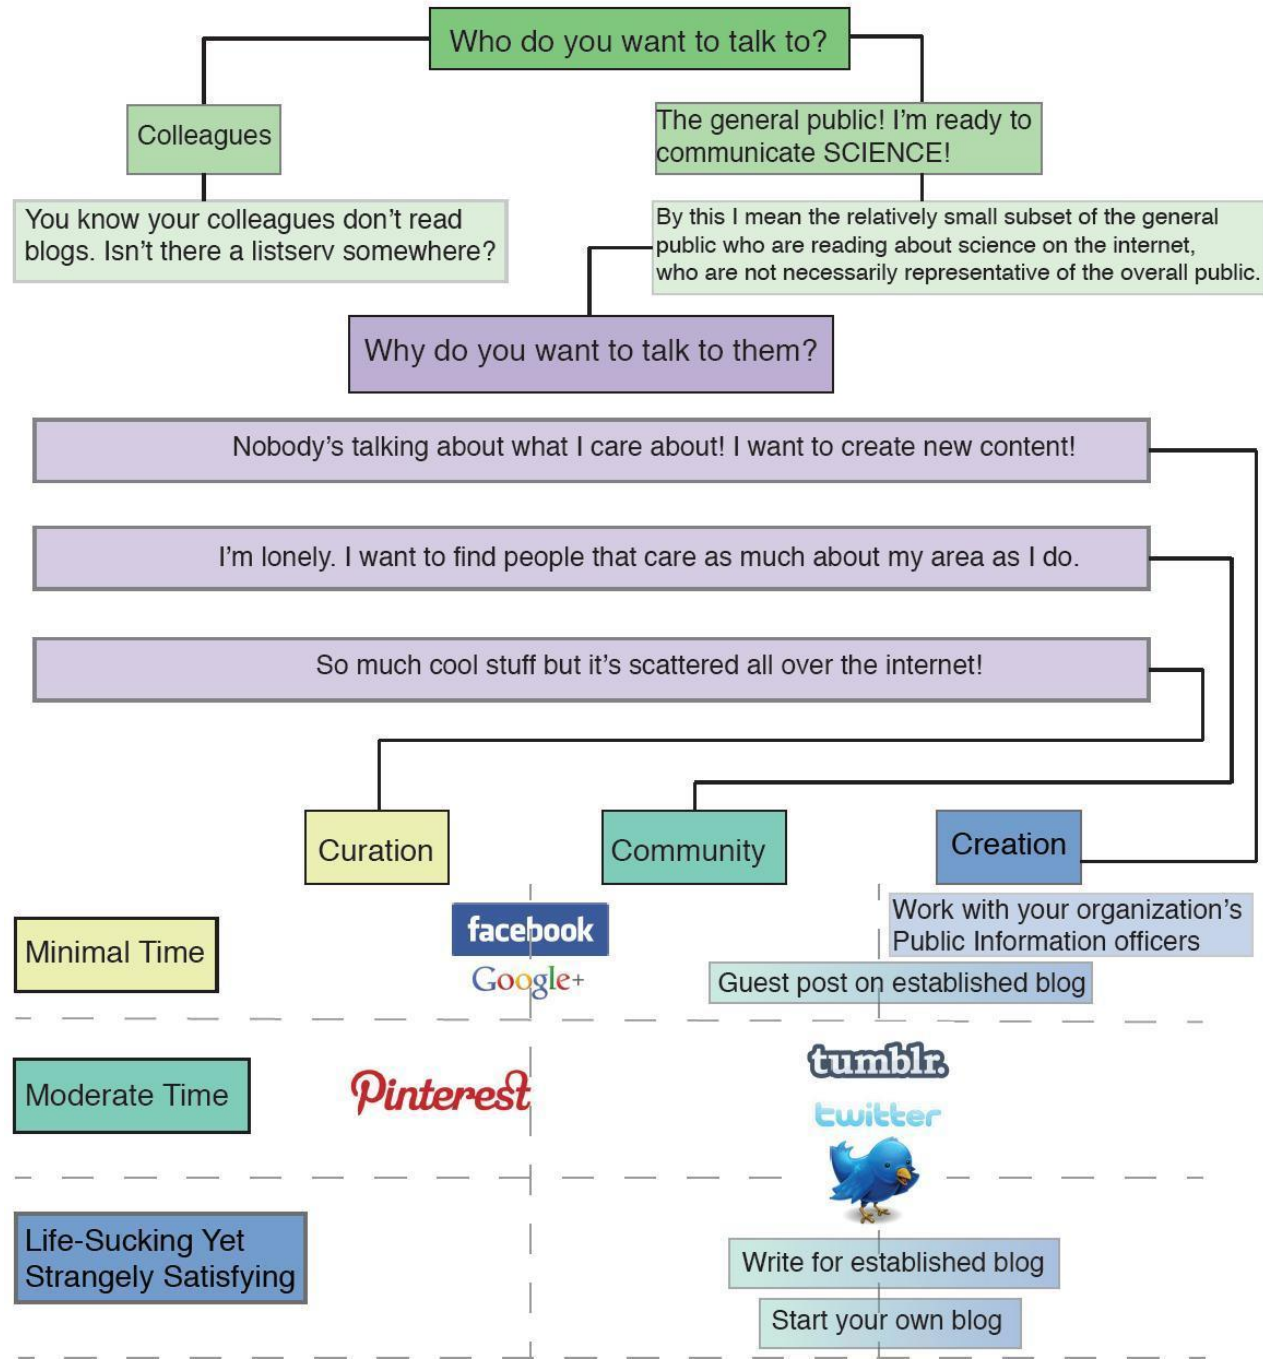 Who do you want to talk to?
Colleagues
The general public! I'm ready to
communicate SCIENCE!
You know your colleagues don't read
blogs. Isn't there a listserv somewhere?
By this I mean the relatively small subset of the general
public who are reading about science on the internet,
who are not necessarily representative of the overall public.
Why do you want to talk to them?
Nobody's talking about what I care about! I want to create new content!
I'm lonely. I want to find people that care as much about my area as I do.
So much cool stuff but it's scattered all over the internet!
Curation
Community
Creation
Minimal Time
facebook
Google+
Work with your organization's
Public Information officers
Guest post on established blog
Moderate Time
Pinterest
tumblr.
twitter
Life-Sucking Yet
Strangely Satisfying
Write for established blog
Start your own blog